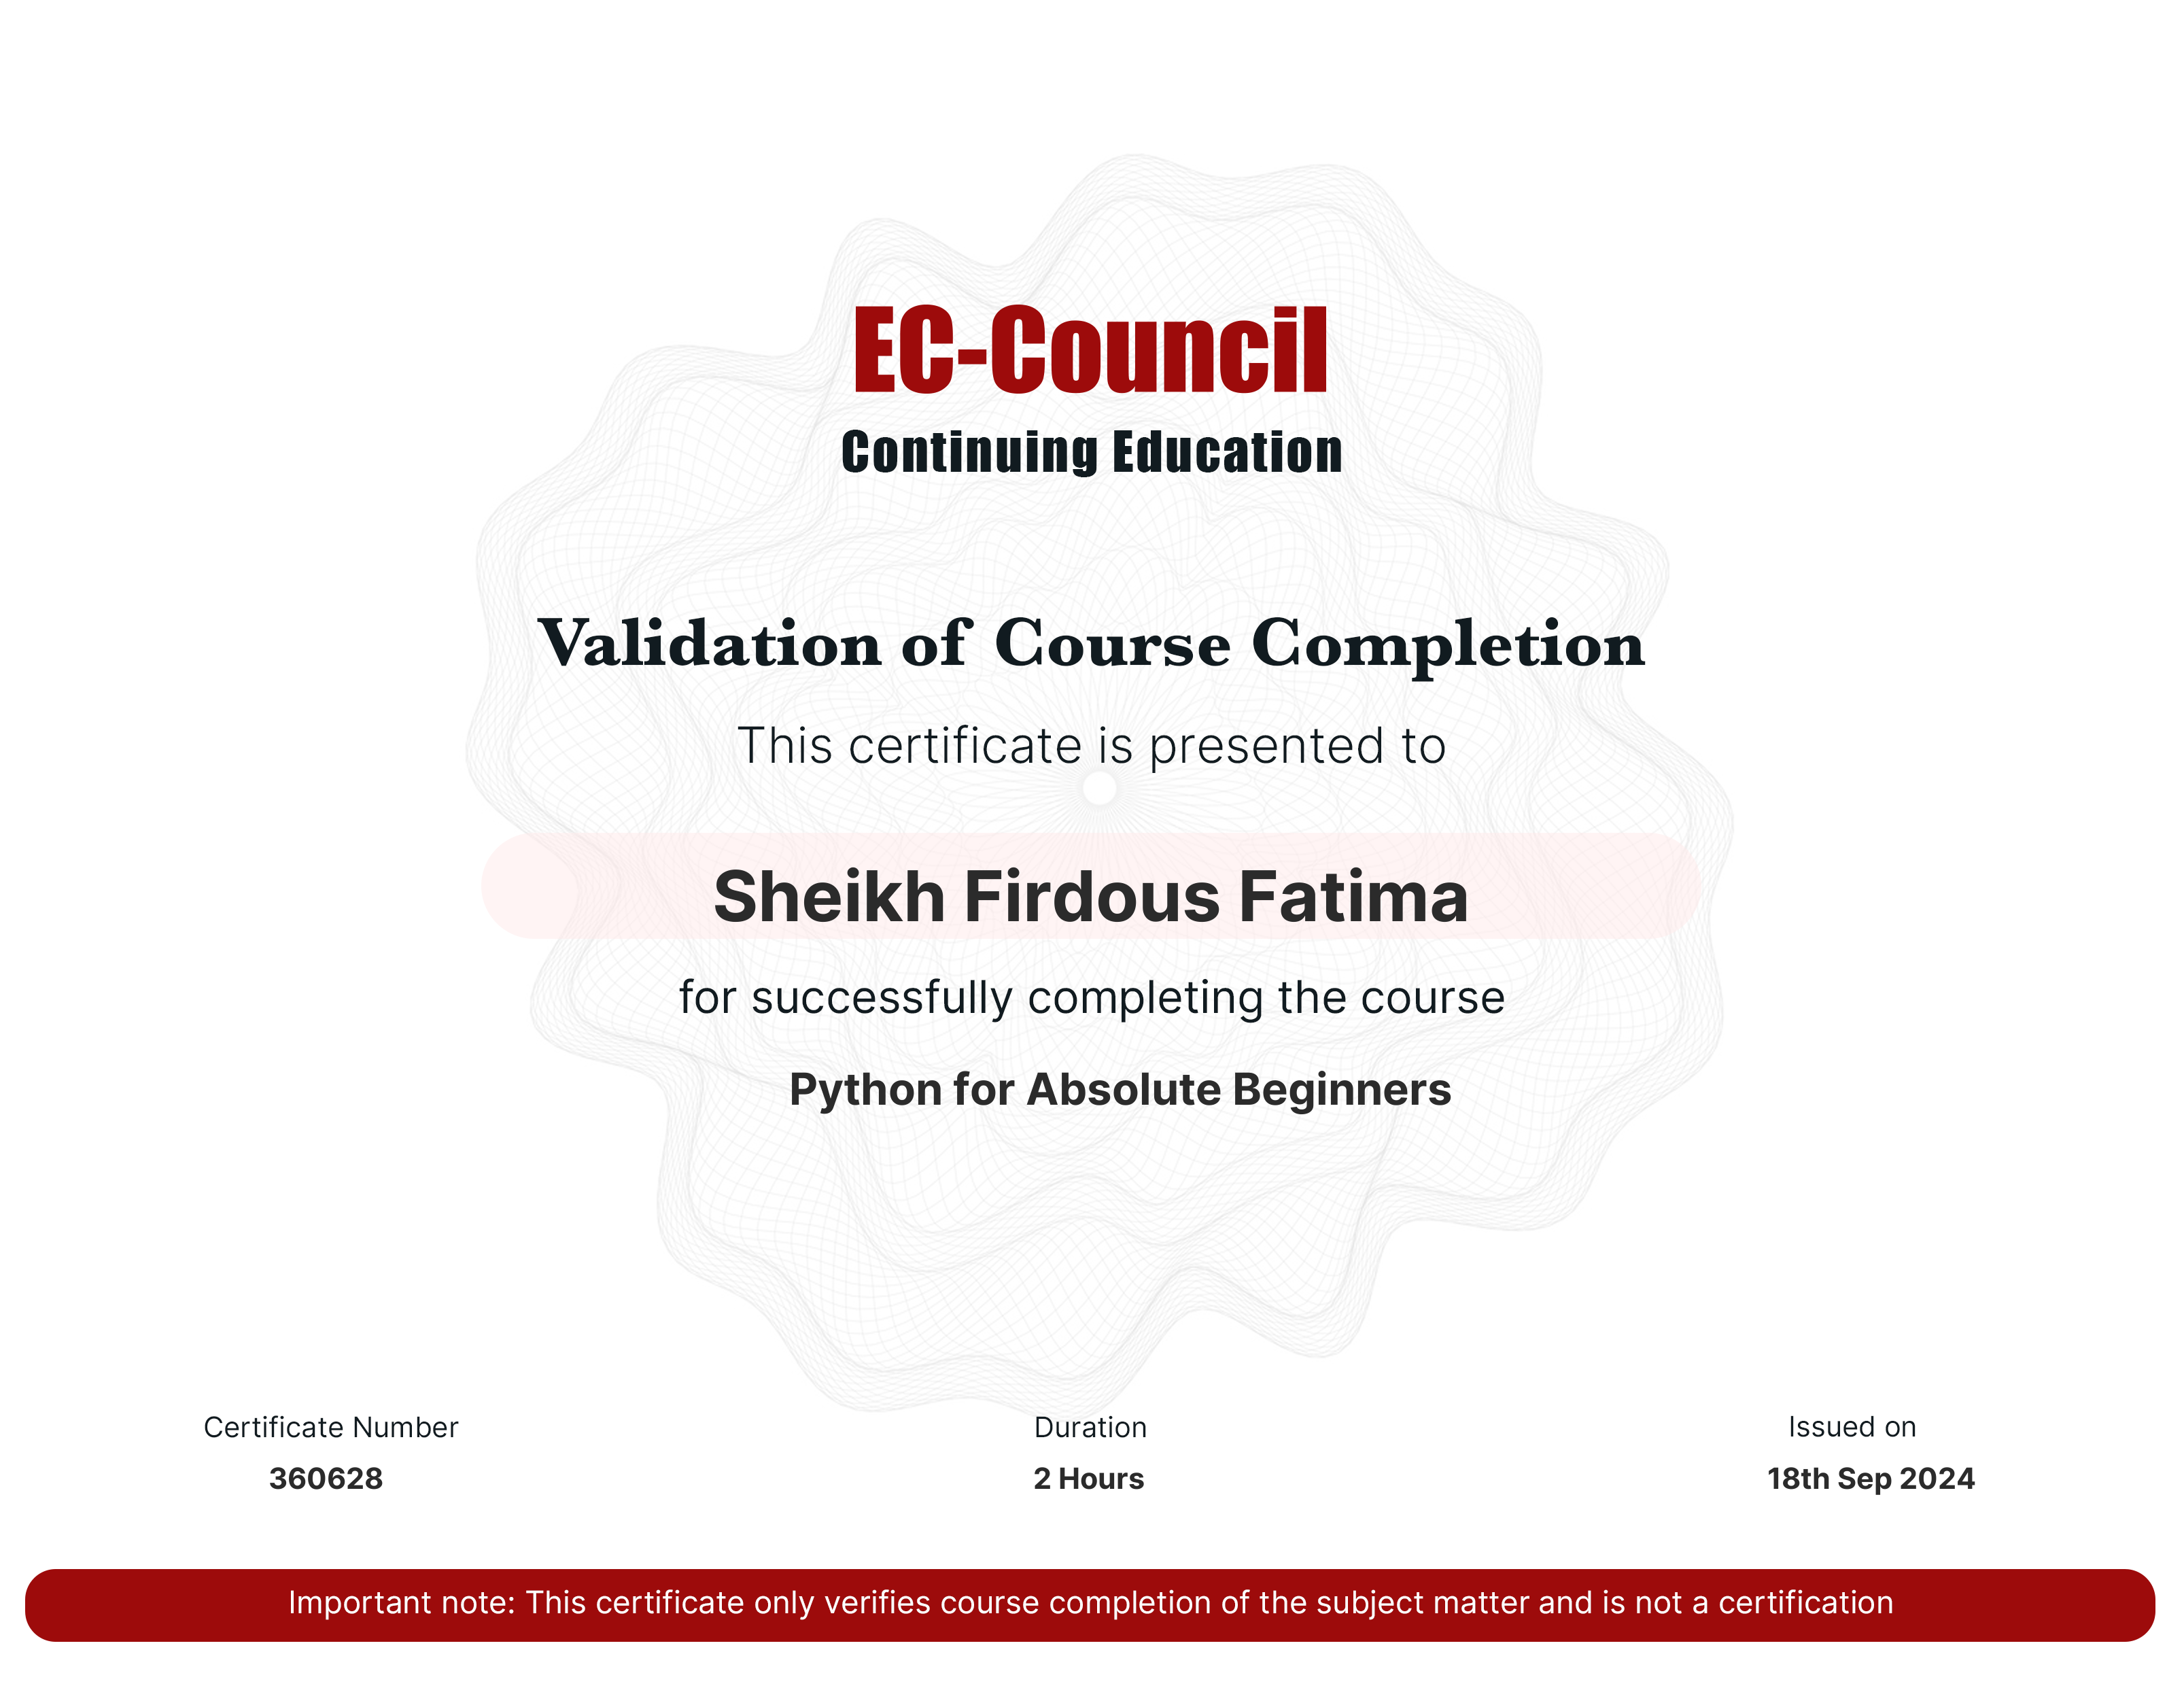 EC-Council
Continuing Education
Validation of Course Completion
This certificate is presented to
Sheikh Firdous Fatima
for successfully completing the course
Python for Absolute Beginners
Certificate Number
360628
Duration
2 Hours
Issued on
18th Sep 2024
Important note: This certificate only verifies course completion of the subject matter and is not a certification